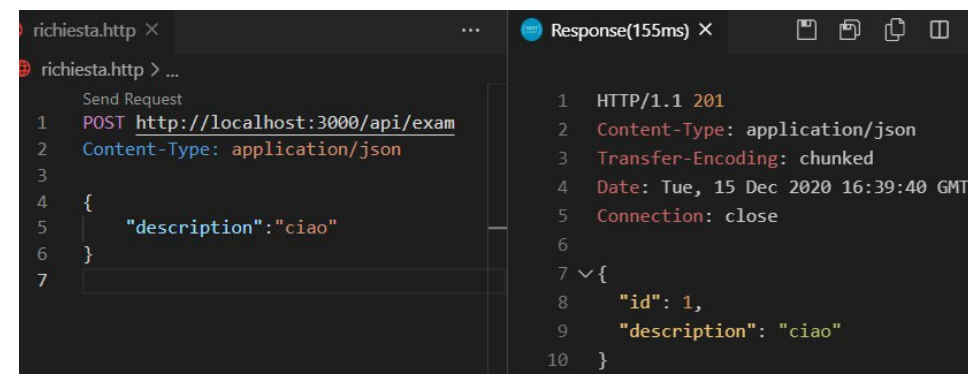 richiesta.http ×
richiesta.http > ...
Send Request
1 POST http://localhost:3000/api/exam
2 Content-Type: application/json
3
4 {
5 "description":"ciao"
6 }
7
Response(155ms) ×
1 HTTP/1.1 201
2 Content-Type: application/json
3 Transfer-Encoding: chunked
4 Date: Tue, 15 Dec 2020 16:39:40 GMT
5 Connection: close
6
7 {
8 "id": 1,
9 "description": "ciao"
10 }